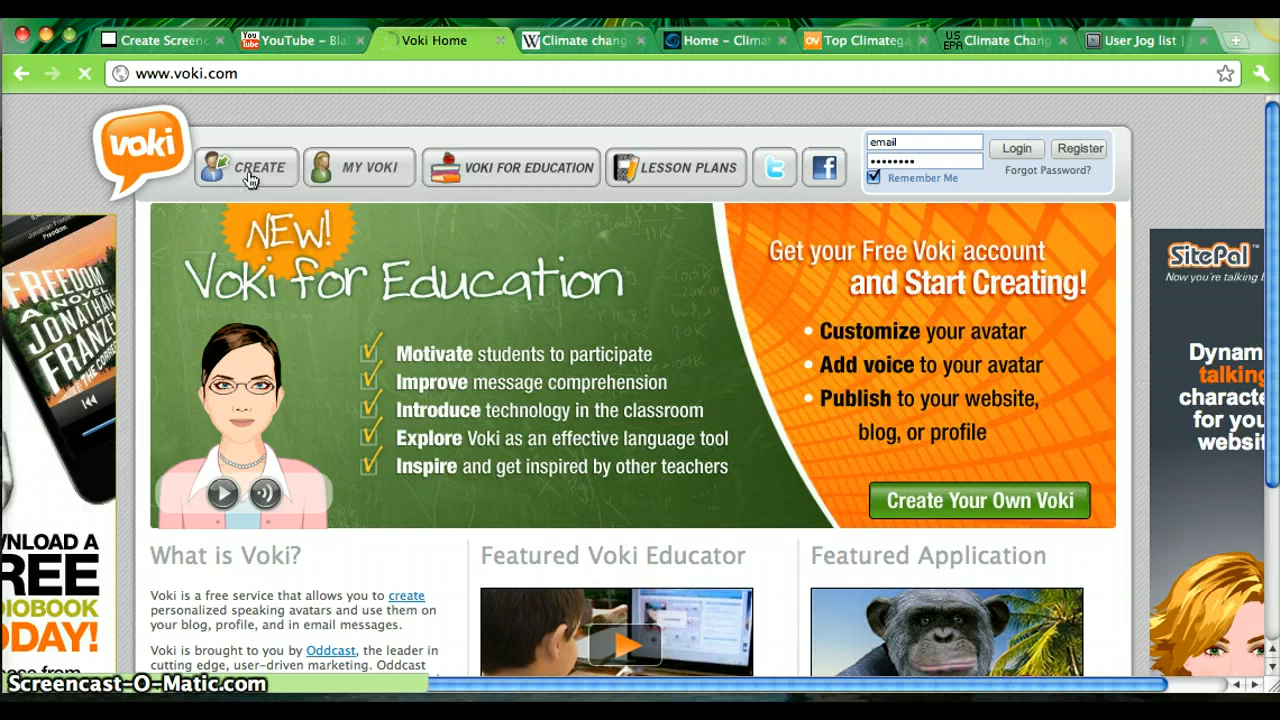 Create Screenc
YouTube – Bla
Voki Home
Climate chang
Home – Climat
Top Climatega
US EPA
Climate Chang
User Jog list |
www.voki.com
voki
CREATE
MY VOKI
VOKI FOR EDUCATION
LESSON PLANS
email
Login
Register
Remember Me
Forgot Password?
NEW!
Voki for Education
Motivate students to participate
Improve message comprehension
Introduce technology in the classroom
Explore Voki as an effective language tool
Inspire and get inspired by other teachers
Get your Free Voki account
and Start Creating!
• Customize your avatar
• Add voice to your avatar
• Publish to your website,
blog, or profile
Create Your Own Voki
FREEDOM
A NOVEL
JONATHAN
FRANZEN
WNLOAD A
FREE
DIOBOOK
ODAY!
SitePal™
Now you're talking
Dynam
talking
characte
for you
websit
What is Voki?
Voki is a free service that allows you to create
personalized speaking avatars and use them on
your blog, profile, and in email messages.
Voki is brought to you by Oddcast, the leader in
cutting edge, user-driven marketing. Oddcast
Featured Voki Educator
Featured Application
Screencast-O-Matic.com